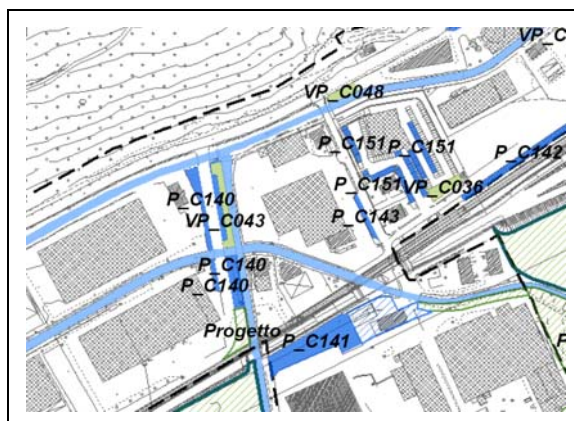 VP_C
VP_C048
P_C151
P_C151
P_C142
P_C140
P_C151
VP_C036
VP_C043
P_C143
P_C140
P_C140
Progetto
P_C141
P